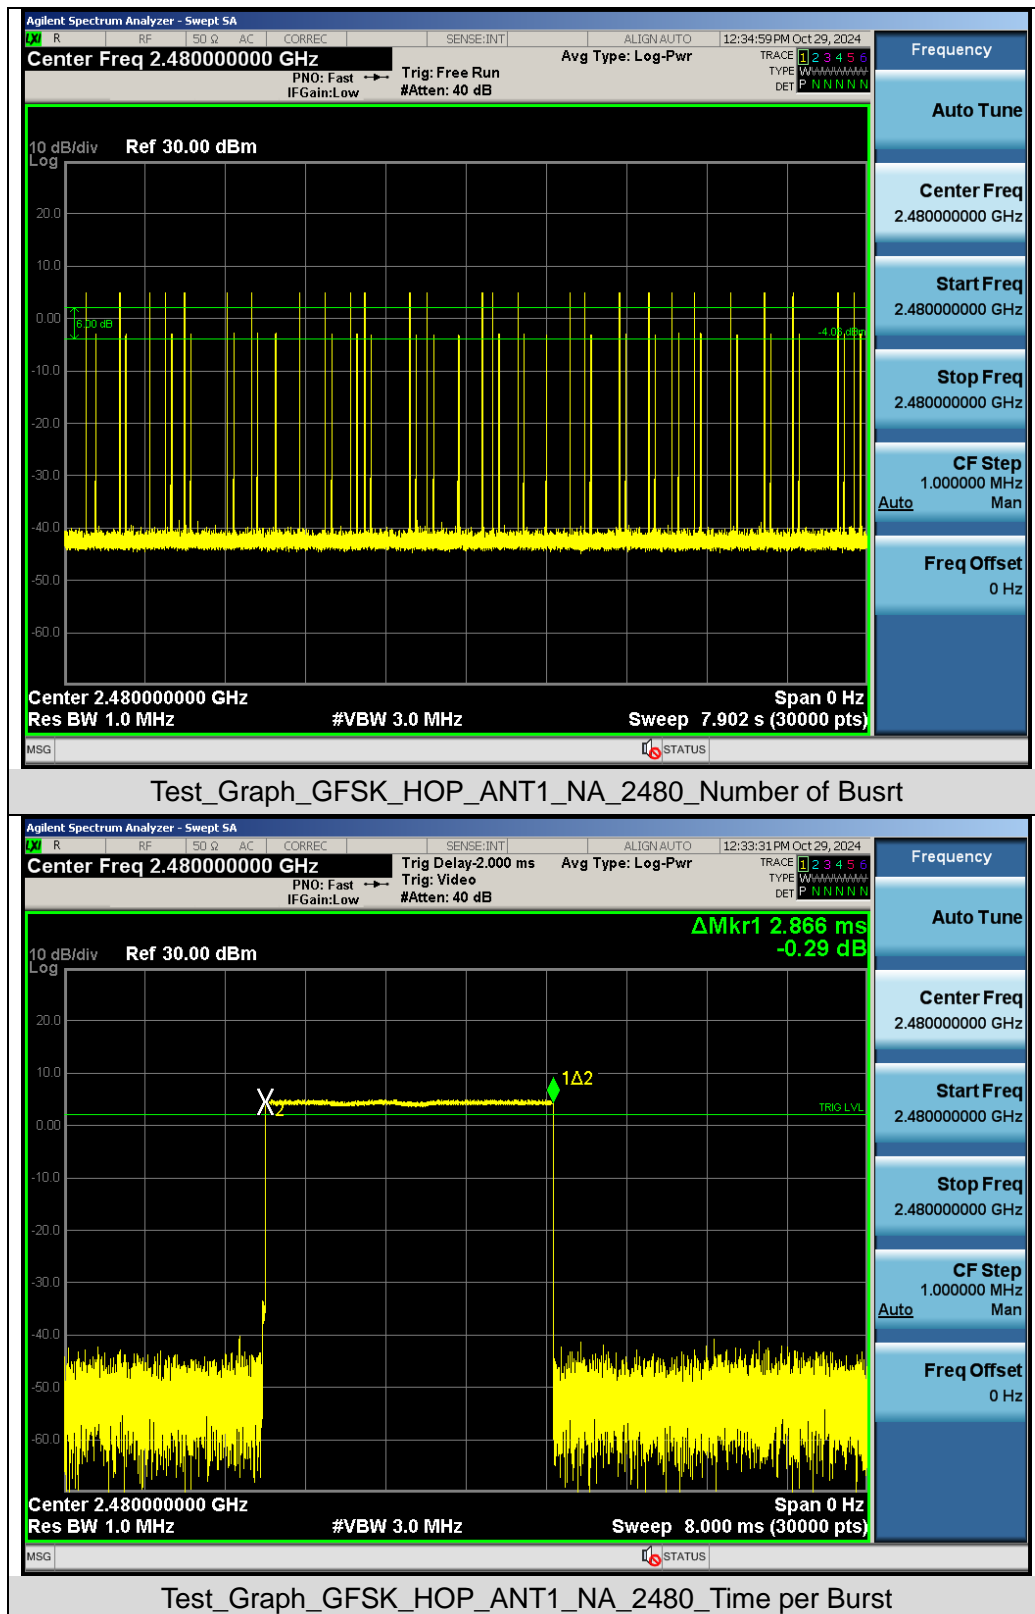 Agilent Spectrum Analyzer - Swept SA
LXI R RF 50 Ω AC CORREC SENSE:INT ALIGN AUTO 12:34:59 PM Oct 29, 2024
Center Freq 2.480000000 GHz
PNO: Fast
IFGain:Low
Trig: Free Run
#Atten: 40 dB
Avg Type: Log-Pwr
TRACE 1 2 3 4 5 6
TYPE W
DET P N N N N N
10 dB/div Ref 30.00 dBm
Log
20.0
10.0
0.00
6.00 dB
-10.0
-20.0
-30.0
-40.0
-50.0
-60.0
Center 2.480000000 GHz Span 0 Hz
Res BW 1.0 MHz #VBW 3.0 MHz Sweep 7.902 s (30000 pts)
MSG STATUS
Frequency
Auto Tune
Center Freq
2.480000000 GHz
Start Freq
2.480000000 GHz
Stop Freq
2.480000000 GHz
CF Step
1.000000 MHz
Auto Man
Freq Offset
0 Hz
Test_Graph_GFSK_HOP_ANT1_NA_2480_Number of Busrt
Agilent Spectrum Analyzer - Swept SA
LXI R RF 50 Ω AC CORREC SENSE:INT ALIGN AUTO 12:33:31 PM Oct 29, 2024
Center Freq 2.480000000 GHz
PNO: Fast
IFGain:Low
Trig Delay-2.000 ms
Trig: Video
#Atten: 40 dB
Avg Type: Log-Pwr
TRACE 1 2 3 4 5 6
TYPE W
DET P N N N N N
ΔMkr1 2.866 ms
-0.29 dB
10 dB/div Ref 30.00 dBm
Log
20.0
10.0
0.00
-10.0
-20.0
-30.0
-40.0
-50.0
-60.0
1Δ2
2
TRIG LVL
Center 2.480000000 GHz Span 0 Hz
Res BW 1.0 MHz #VBW 3.0 MHz Sweep 8.000 ms (30000 pts)
MSG STATUS
Frequency
Auto Tune
Center Freq
2.480000000 GHz
Start Freq
2.480000000 GHz
Stop Freq
2.480000000 GHz
CF Step
1.000000 MHz
Auto Man
Freq Offset
0 Hz
Test_Graph_GFSK_HOP_ANT1_NA_2480_Time per Burst